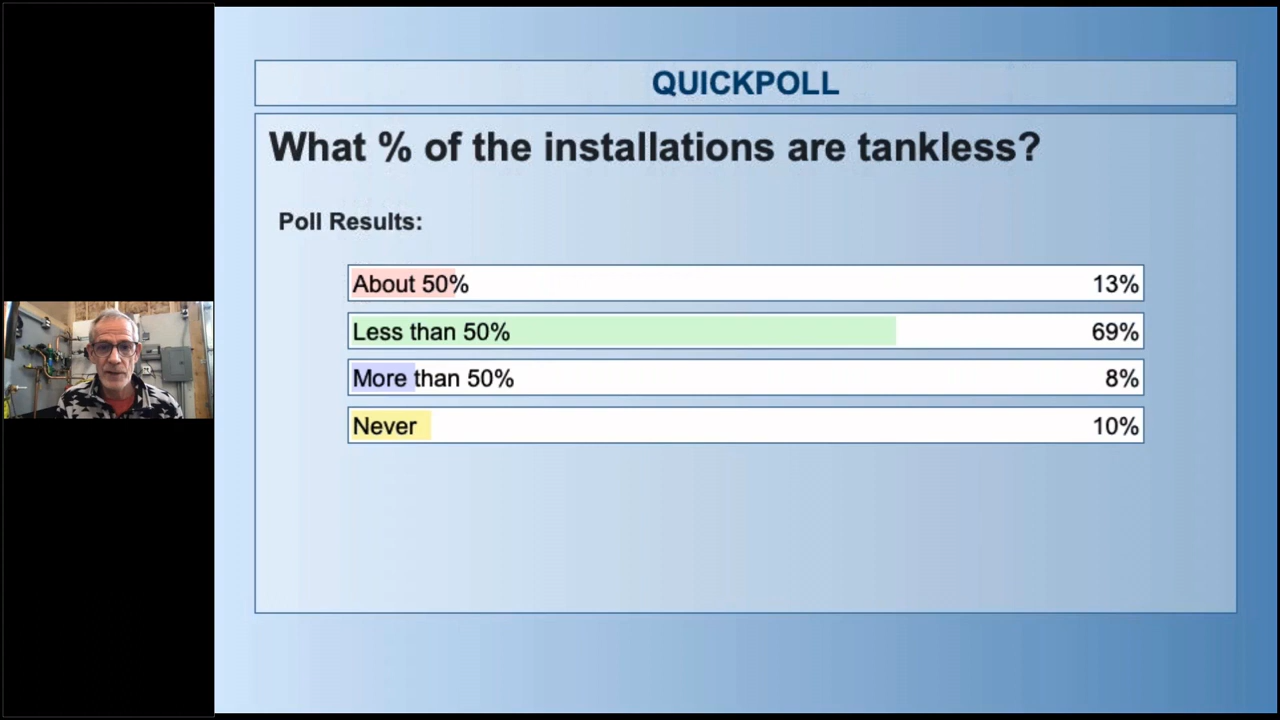 QUICKPOLL
What % of the installations are tankless?
Poll Results:
About 50% 13%
Less than 50% 69%
More than 50% 8%
Never 10%